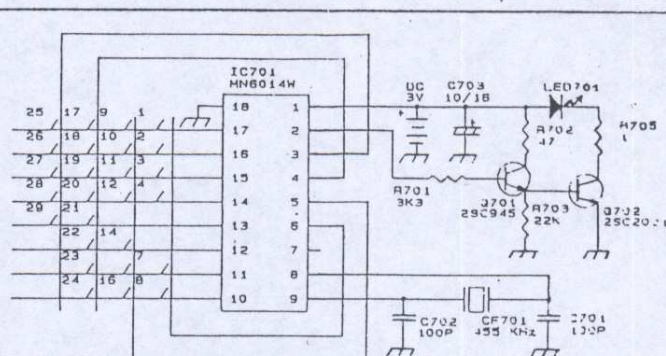 IC701
MN6014W
UC
3V
C703
10/16
LED701
18
1
17
2
16
3
15
4
14
5
13
6
12
7
11
8
10
9
25 17 9 1
26 18 10 2
27 19 11 3
28 20 12 4
29 21
22 14
23 7
24 16 8
R702
47
R705
1
R701
3K3
Q701
2SC945
R703
22K
Q702
C702
100P
CF701
455 KHz
100P